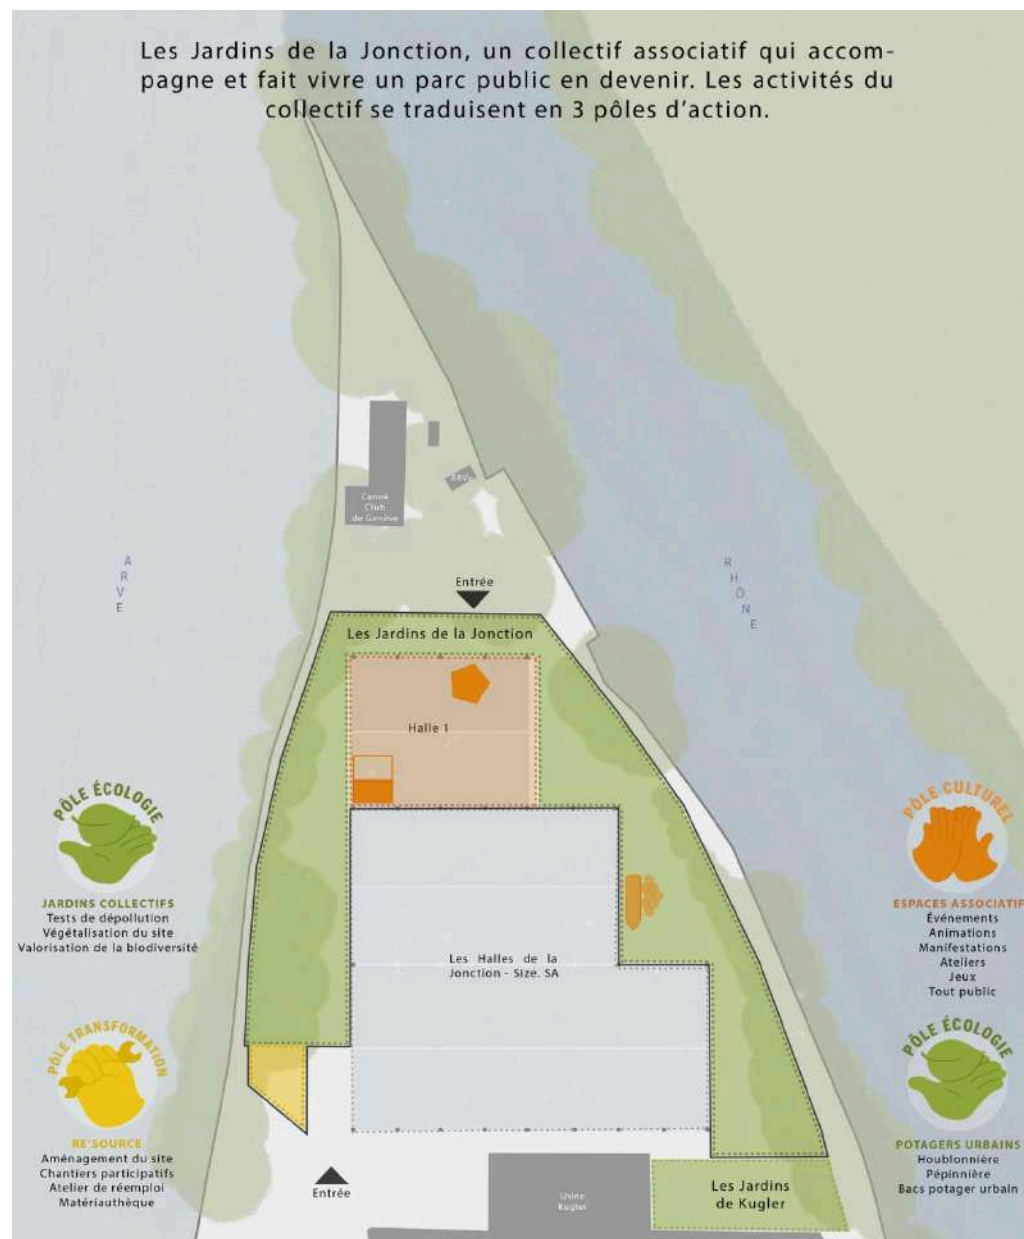 Les Jardins de la Jonction, un collectif associatif qui accom-
pagne et fait vivre un parc public en devenir. Les activités du
collectif se traduisent en 3 pôles d'action.
Canoë
Club
de Genève
ARVE
RHÔNE
Entrée
Les Jardins de la Jonction
Halle 1
Les Halles de la
Jonction - Size. SA
PÔLE ÉCOLOGIE
JARDINS COLLECTIFS
Tests de dépollution
Végétalisation du site
Valorisation de la biodiversité
PÔLE CULTUREL
ESPACES ASSOCIATIF
Événements
Animations
Manifestations
Ateliers
Jeux
Tout public
PÔLE TRANSFORMATION
RE'SOURCE
Aménagement du site
Chantiers participatifs
Atelier de réemploi
Matériauthèque
PÔLE ÉCOLOGIE
POTAGERS URBAINS
Houblonnière
Pépinnière
Bacs potager urbain
Entrée
Usine
Kugler
Les Jardins
de Kugler